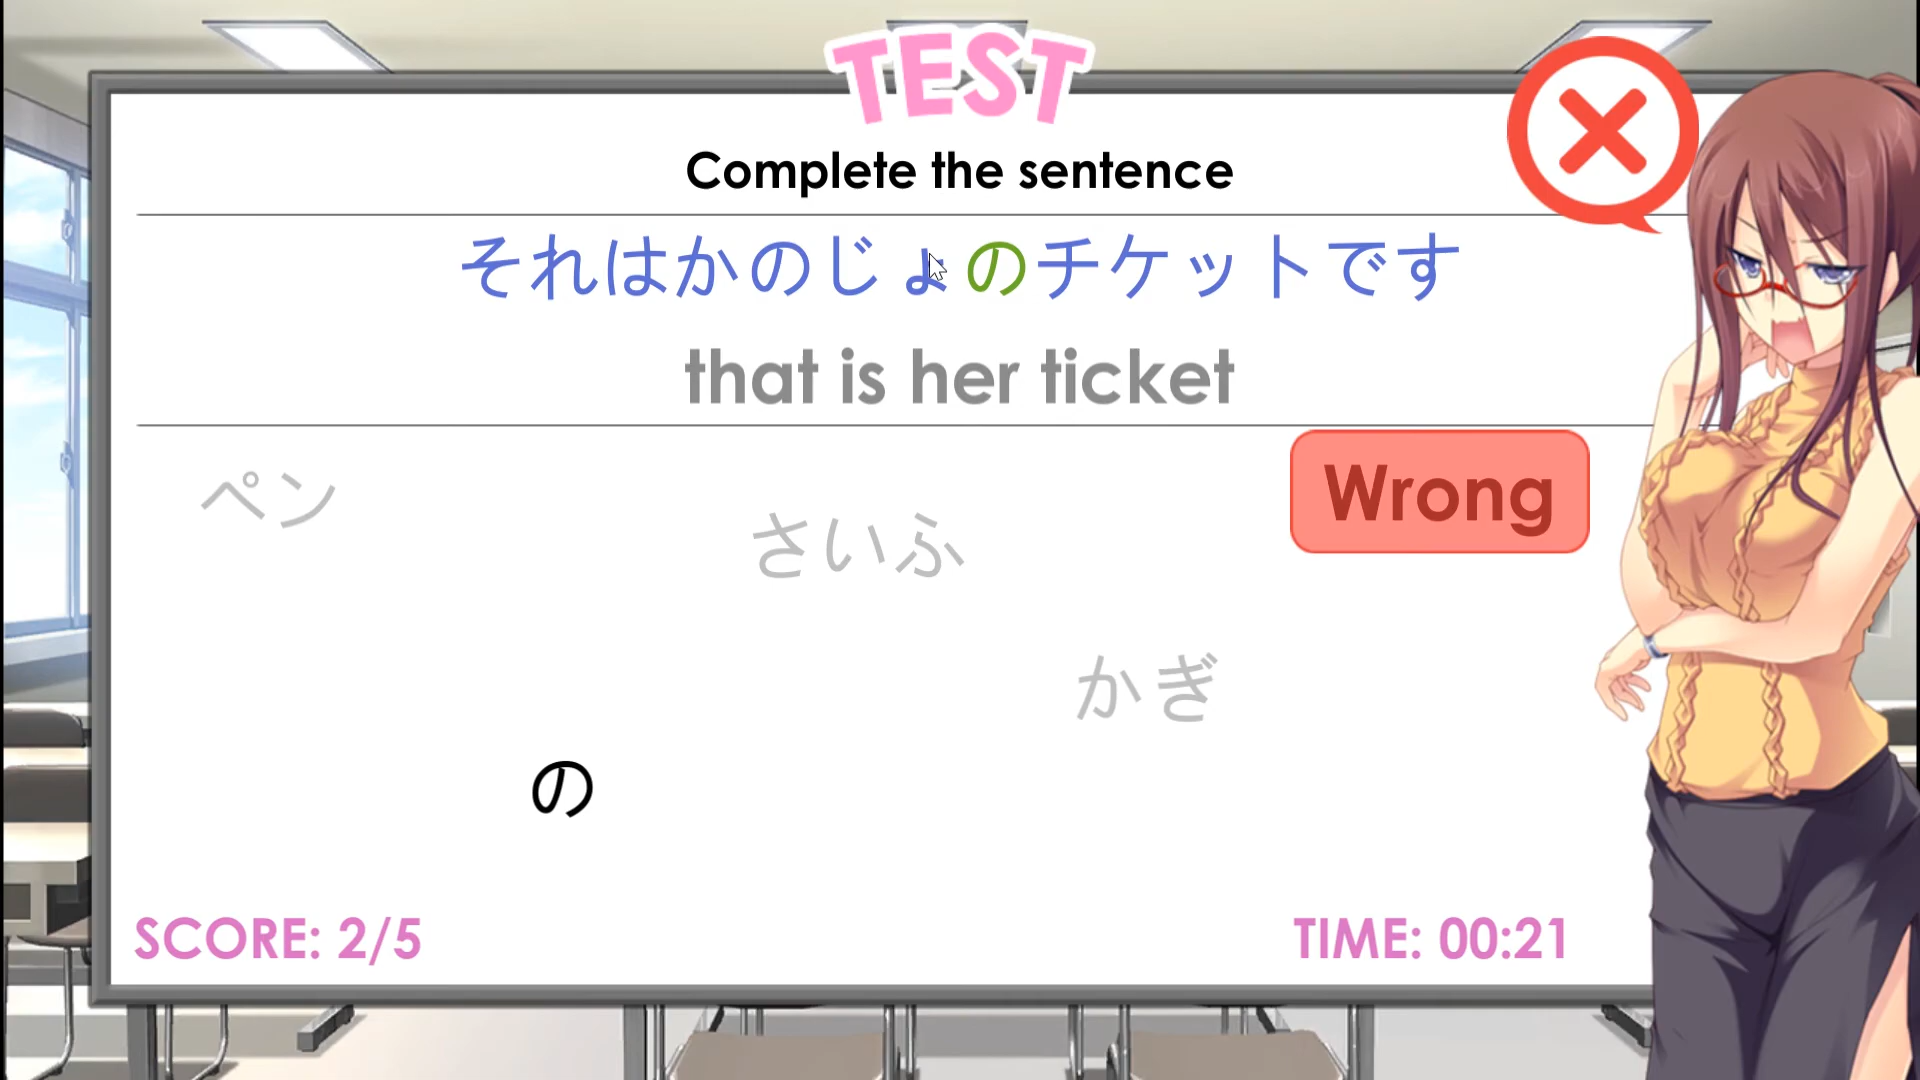 TEST
Complete the sentence
それはかのじょのチケットです
that is her ticket
ペン
Wrong
さいふ
かぎ
の
SCORE: 2/5
TIME: 00:21